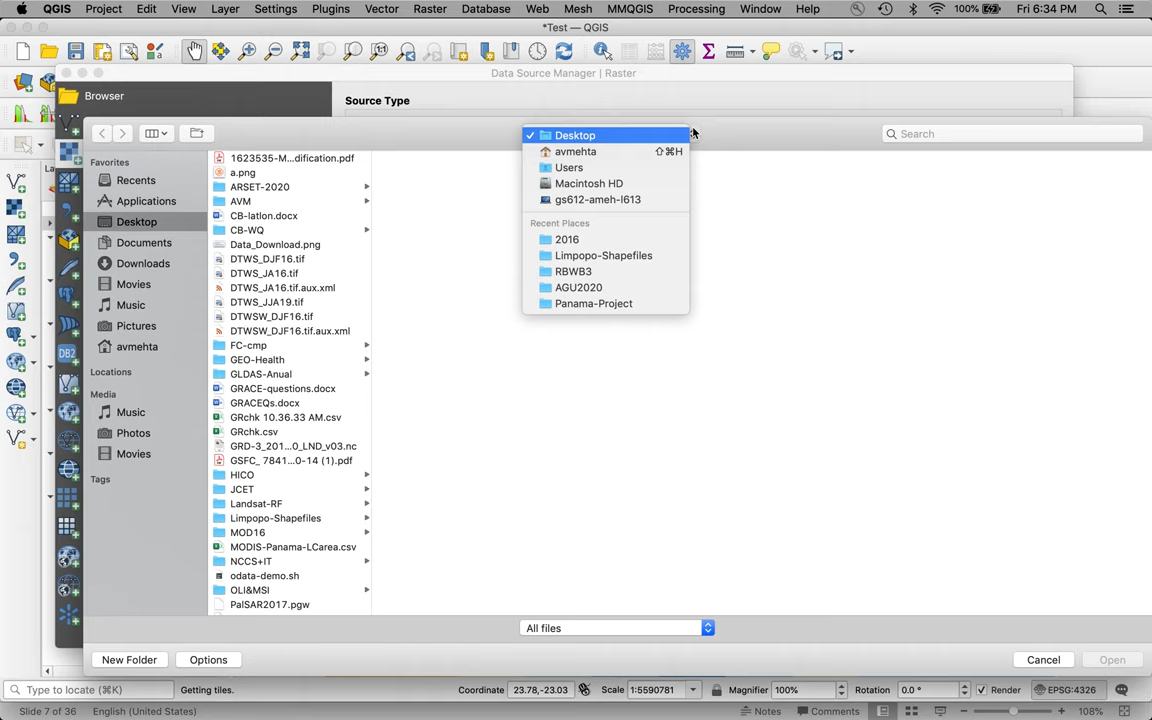 QGIS Project Edit View Layer Settings Plugins Vector Raster Database Web Mesh MMQGIS Processing Window Help 100% Fri 6:34 PM
*Test — QGIS
Data Source Manager | Raster
Browser
Source Type
Desktop
Search
avmehta ⇧⌘H
Users
Macintosh HD
gs612-ameh-l613
Recent Places
2016
Limpopo-Shapefiles
RBWB3
AGU2020
Panama-Project
Favorites
Recents
Applications
Desktop
Documents
Downloads
Movies
Music
Pictures
avmehta
Locations
Media
Music
Photos
Movies
Tags
1623535-M...dification.pdf
a.png
ARSET-2020
AVM
CB-latlon.docx
CB-WQ
Data_Download.png
DTWS_DJF16.tif
DTWS_JA16.tif
DTWS_JA16.tif.aux.xml
DTWS_JJA19.tif
DTWSW_DJF16.tif
DTWSW_DJF16.tif.aux.xml
FC-cmp
GEO-Health
GLDAS-Anual
GRACE-questions.docx
GRACEQs.docx
GRchk 10.36.33 AM.csv
GRchk.csv
GRD-3_201...0_LND_v03.nc
GSFC_ 7841...0-14 (1).pdf
HICO
JCET
Landsat-RF
Limpopo-Shapefiles
MOD16
MODIS-Panama-LCarea.csv
NCCS+IT
odata-demo.sh
OLI&MSI
PalSAR2017.pgw
DB2
La
All files
New Folder Options Cancel Open
Type to locate (⌘K) Getting tiles. Coordinate 23.78,-23.03 Scale 1:5590781 Magnifier 100% Rotation 0.0 ° Render EPSG:4326
Slide 7 of 36 English (United States) Notes Comments 108%